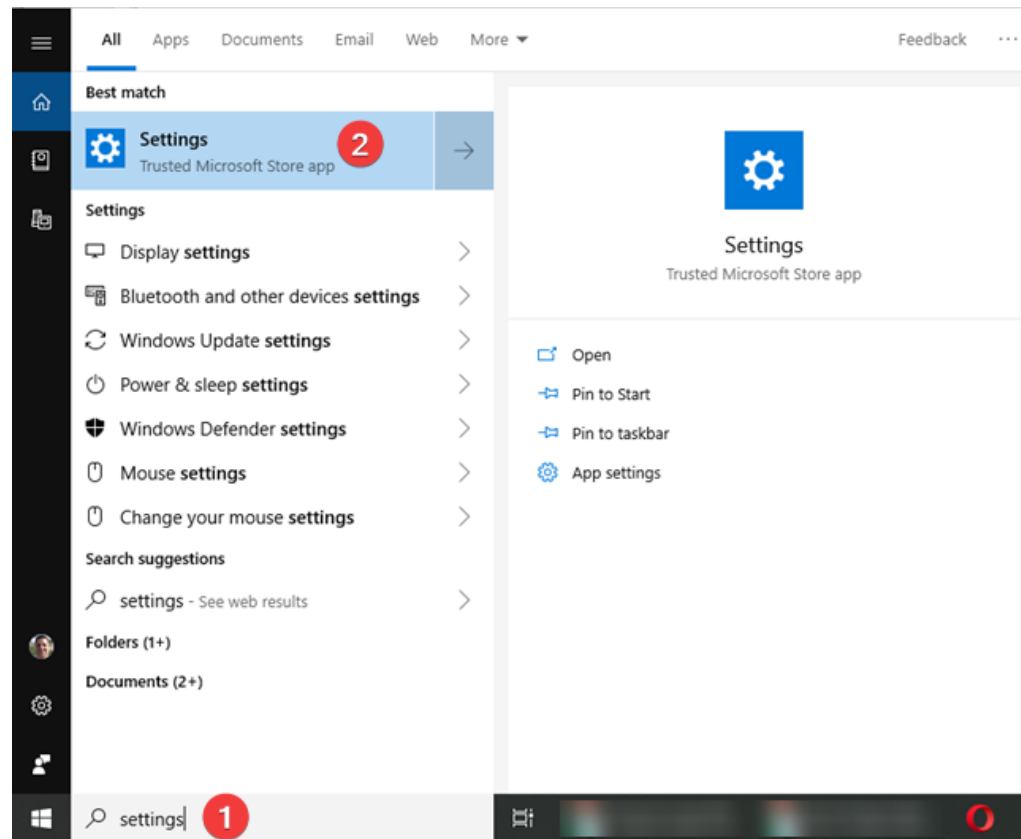 All Apps Documents Email Web More Feedback ...
Best match
Settings
Trusted Microsoft Store app
2
Settings
Display settings
Bluetooth and other devices settings
Windows Update settings
Power & sleep settings
Windows Defender settings
Mouse settings
Change your mouse settings
Search suggestions
settings - See web results
Folders (1+)
Documents (2+)
Settings
Trusted Microsoft Store app
Open
Pin to Start
Pin to taskbar
App settings
settings
1